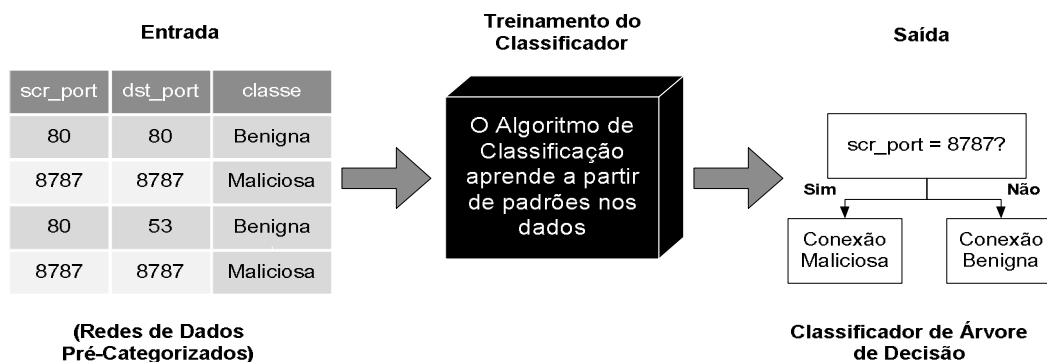 Entrada
scr_port dst_port classe
80 80 Benigna
8787 8787 Maliciosa
80 53 Benigna
8787 8787 Maliciosa
(Redes de Dados
Pré-Categorizados)
Treinamento do
Classificador
O Algoritmo de
Classificação
aprende a partir
de padrões nos
dados
Saída
scr_port = 8787?
Sim Não
Conexão
Maliciosa
Conexão
Benigna
Classificador de Árvore
de Decisão